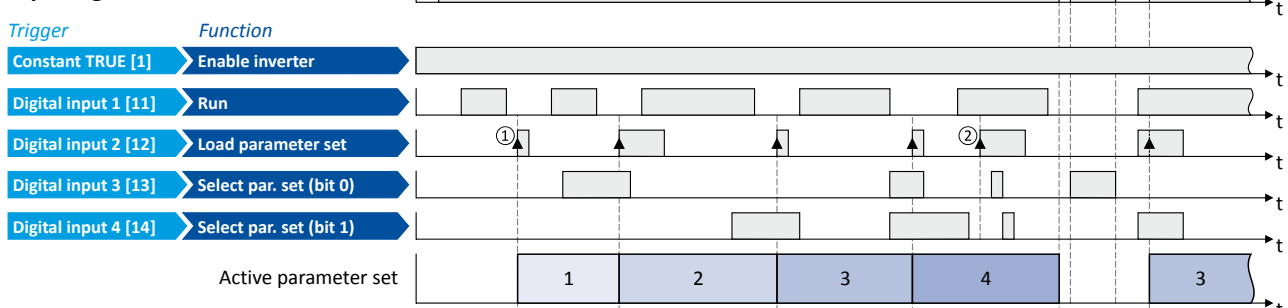 t
Trigger Function
Constant TRUE [1] Enable inverter t
Digital input 1 [11] Run t
Digital input 2 [12] Load parameter set ① ② t
Digital input 3 [13] Select par. set (bit 0) t
Digital input 4 [14] Select par. set (bit 1) t
Active parameter set 1 2 3 4 3